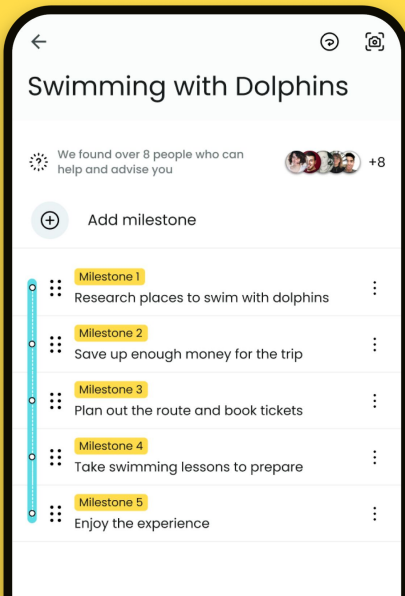 Swimming with Dolphins
We found over 8 people who can
help and advise you
+8
Add milestone
Milestone 1
Research places to swim with dolphins
Milestone 2
Save up enough money for the trip
Milestone 3
Plan out the route and book tickets
Milestone 4
Take swimming lessons to prepare
Milestone 5
Enjoy the experience